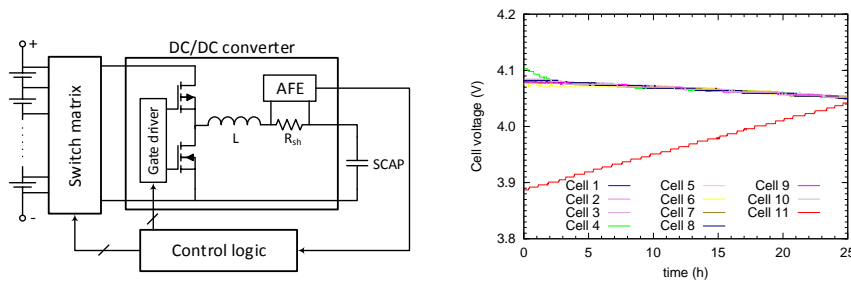 DC/DC converter
+
Switch matrix
Gate driver
AFE
L
Rsh
SCAP
-
Control logic
4.2
4.1
4.0
3.9
3.8
Cell voltage (V)
Cell 1
Cell 2
Cell 3
Cell 4
Cell 5
Cell 6
Cell 7
Cell 8
Cell 9
Cell 10
Cell 11
0
5
10
15
20
25
time (h)